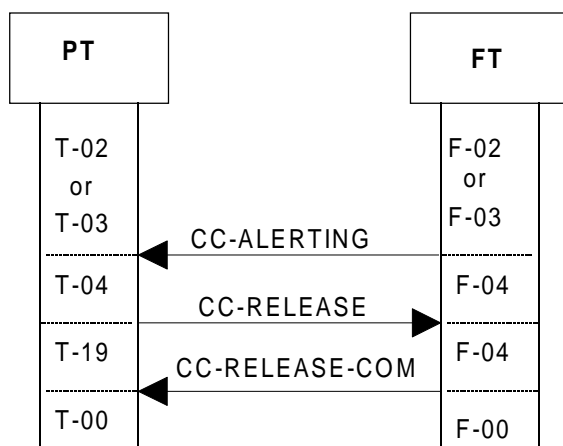 PT
FT
T-02
or
T-03
F-02
or
F-03
CC-ALERTING
T-04
F-04
CC-RELEASE
T-19
F-04
CC-RELEASE-COM
T-00
F-00